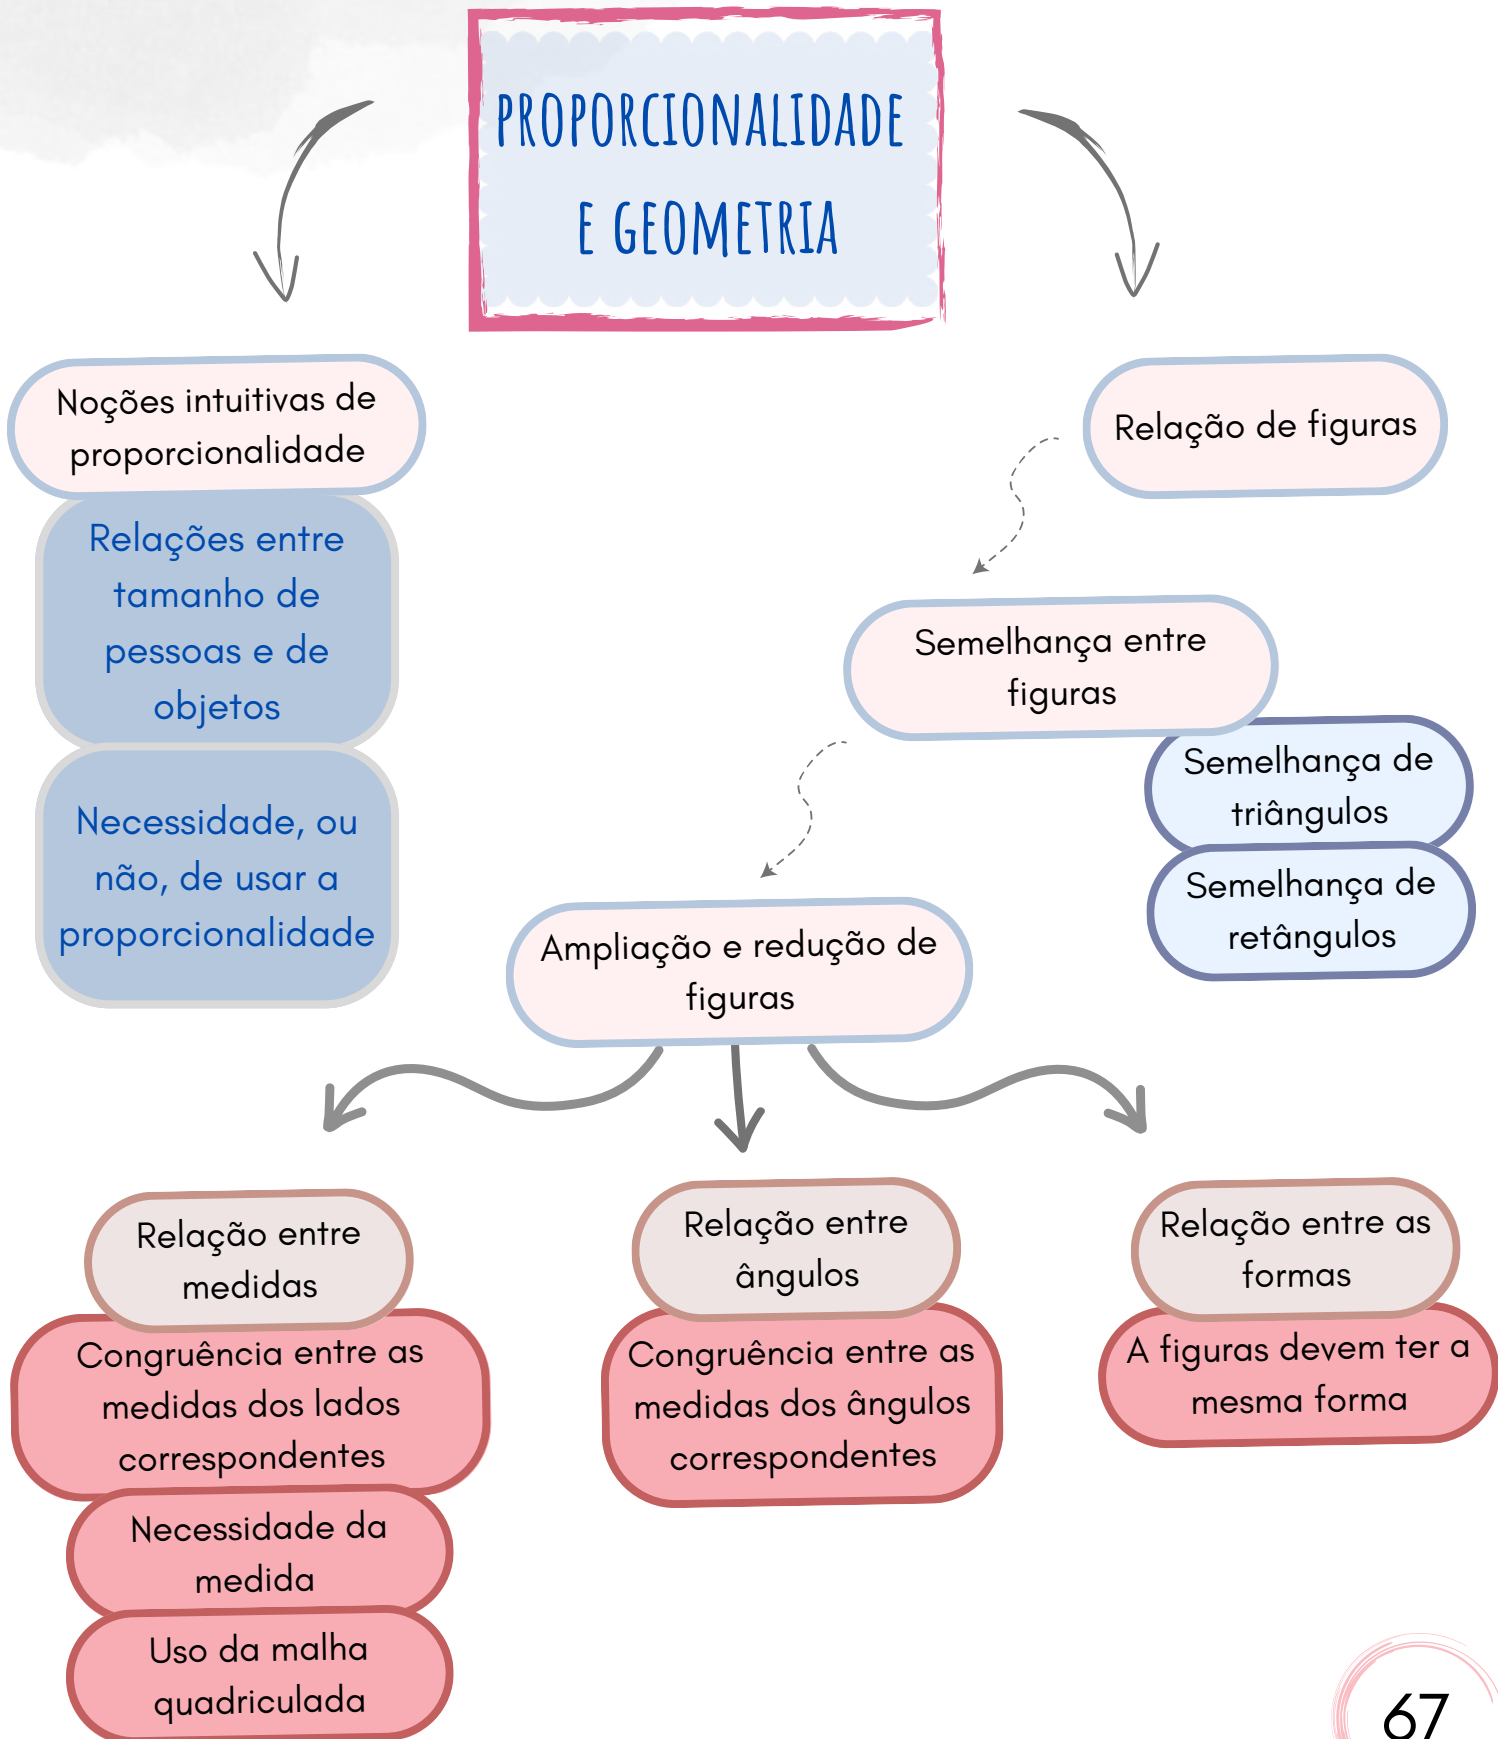 PROPORCIONALIDADE
E GEOMETRIA
Noções intuitivas de
proporcionalidade
Relações entre
tamanho de
pessoas e de
objetos
Necessidade, ou
não, de usar a
proporcionalidade
Relação de figuras
Semelhança entre
figuras
Semelhança de
triângulos
Semelhança de
retângulos
Ampliação e redução de
figuras
Relação entre
medidas
Congruência entre as
medidas dos lados
correspondentes
Necessidade da
medida
Uso da malha
quadriculada
Relação entre
ângulos
Congruência entre as
medidas dos ângulos
correspondentes
Relação entre as
formas
A figuras devem ter a
mesma forma
67